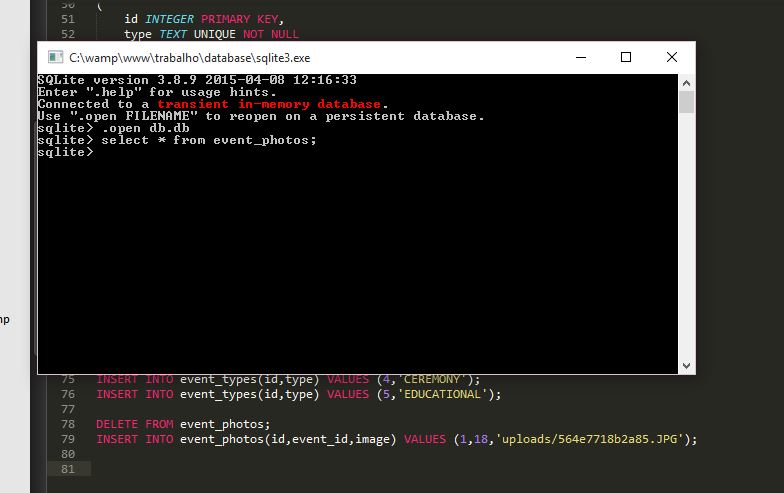 (
51 id INTEGER PRIMARY KEY,
52 type TEXT UNIQUE NOT NULL
C:\wamp\www\trabalho\database\sqlite3.exe
SQLite version 3.8.9 2015-04-08 12:16:33
Enter ".help" for usage hints.
Connected to a transient in-memory database.
Use ".open FILENAME" to reopen on a persistent database.
sqlite> .open db.db
sqlite> select * from event_photos;
sqlite>
75 INSERT INTO event_types(id,type) VALUES (4,'CEREMONY');
76 INSERT INTO event_types(id,type) VALUES (5,'EDUCATIONAL');
77
78 DELETE FROM event_photos;
79 INSERT INTO event_photos(id,event_id,image) VALUES (1,18,'uploads/564e7718b2a85.JPG');
80
81